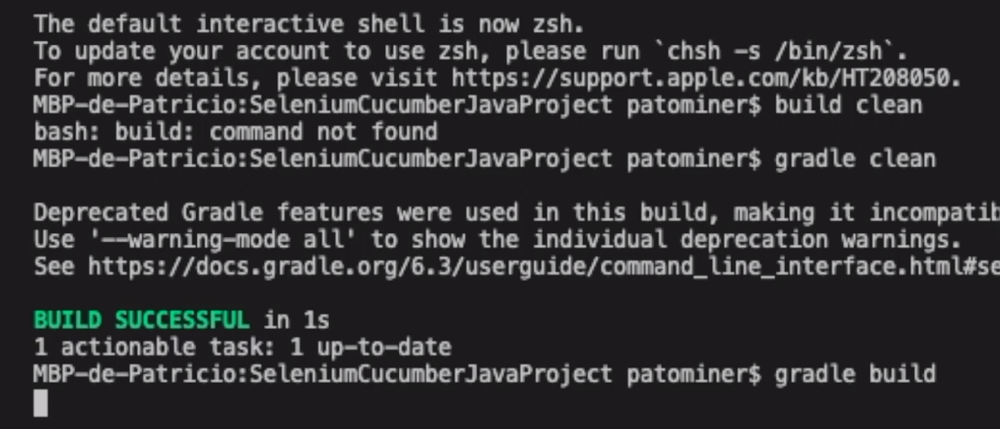 The default interactive shell is now zsh.
To update your account to use zsh, please run `chsh -s /bin/zsh`.
For more details, please visit https://support.apple.com/kb/HT208050.
MBP-de-Patricio:SeleniumCucumberJavaProject patominer$ build clean
bash: build: command not found
MBP-de-Patricio:SeleniumCucumberJavaProject patominer$ gradle clean
Deprecated Gradle features were used in this build, making it incompatib
Use '--warning-mode all' to show the individual deprecation warnings.
See https://docs.gradle.org/6.3/userguide/command_line_interface.html#se
BUILD SUCCESSFUL in 1s
1 actionable task: 1 up-to-date
MBP-de-Patricio:SeleniumCucumberJavaProject patominer$ gradle build